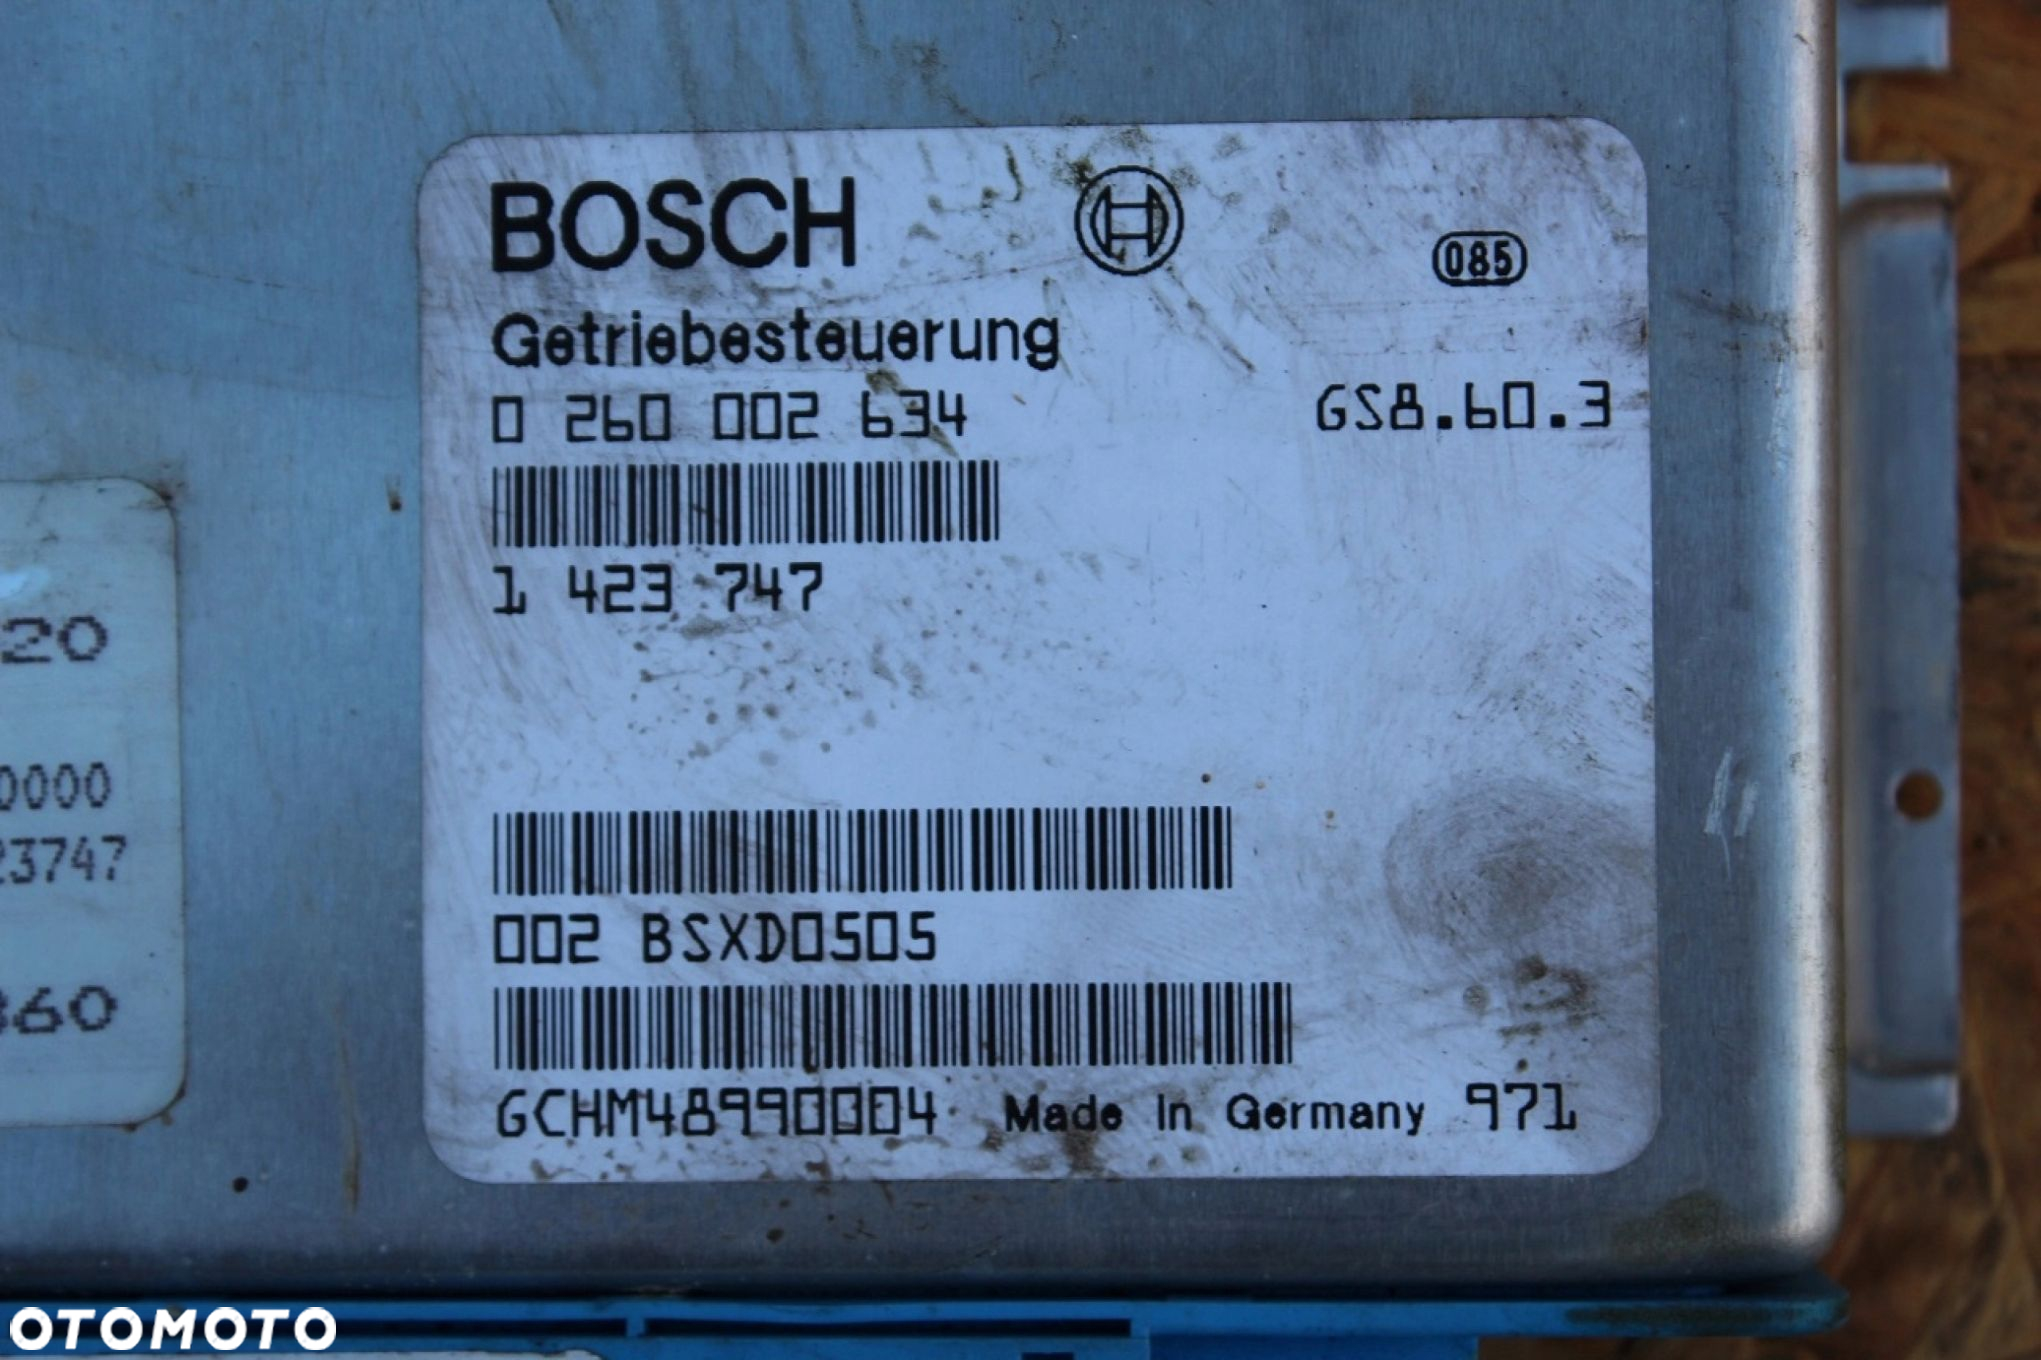 BOSCH
085
Getriebesteuerung
0 260 002 634
GS8.60.3
1 423 747
20
0000
23747
002 BSXD0505
860
GCHM48990004 Made in Germany 971
OTOMOTO